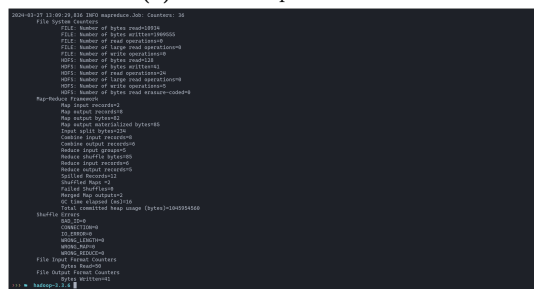 2024-03-27 13:09:29,836 INFO mapreduce.Job: Counters: 36
File System Counters
FILE: Number of bytes read=10934
FILE: Number of bytes written=1909555
FILE: Number of read operations=0
FILE: Number of large read operations=0
FILE: Number of write operations=0
HDFS: Number of bytes read=128
HDFS: Number of bytes written=41
HDFS: Number of read operations=24
HDFS: Number of large read operations=0
HDFS: Number of write operations=5
HDFS: Number of bytes read erasure-coded=0
Map-Reduce Framework
Map input records=2
Map output records=8
Map output bytes=82
Map output materialized bytes=85
Input split bytes=234
Combine input records=8
Combine output records=6
Reduce input groups=5
Reduce shuffle bytes=85
Reduce input records=6
Reduce output records=5
Spilled Records=12
Shuffled Maps =2
Failed Shuffles=0
Merged Map outputs=2
GC time elapsed (ms)=16
Total committed heap usage (bytes)=1045954560
Shuffle Errors
BAD_ID=0
CONNECTION=0
IO_ERROR=0
WRONG_LENGTH=0
WRONG_MAP=0
WRONG_REDUCE=0
File Input Format Counters
Bytes Read=50
File Output Format Counters
Bytes Written=41
hadoop-3.3.6